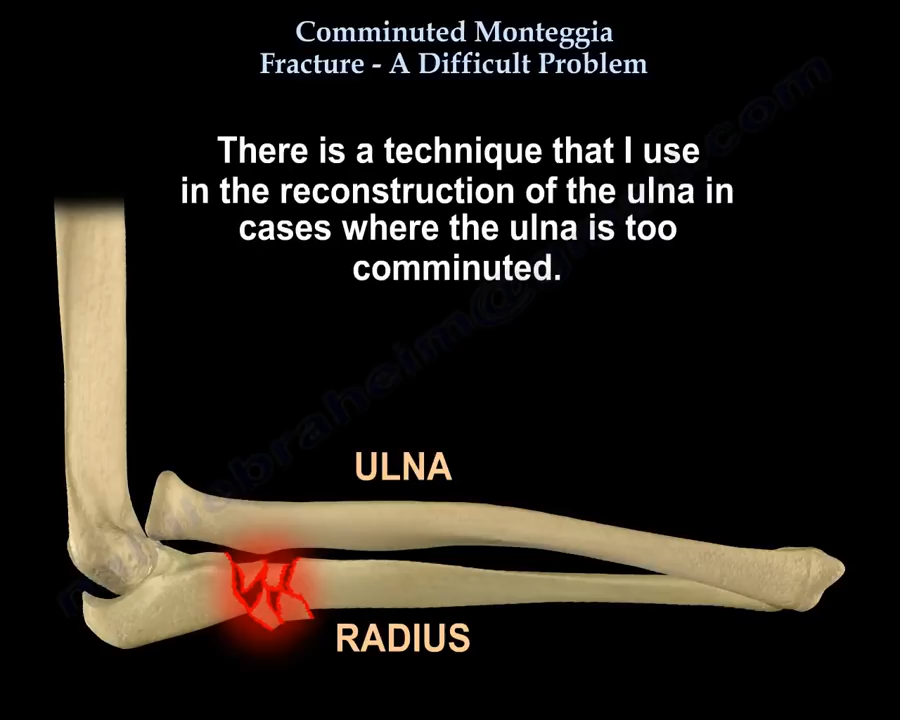 Comminuted Monteggia
Fracture - A Difficult Problem
There is a technique that I use
in the reconstruction of the ulna in
cases where the ulna is too
comminuted.
ULNA
RADIUS